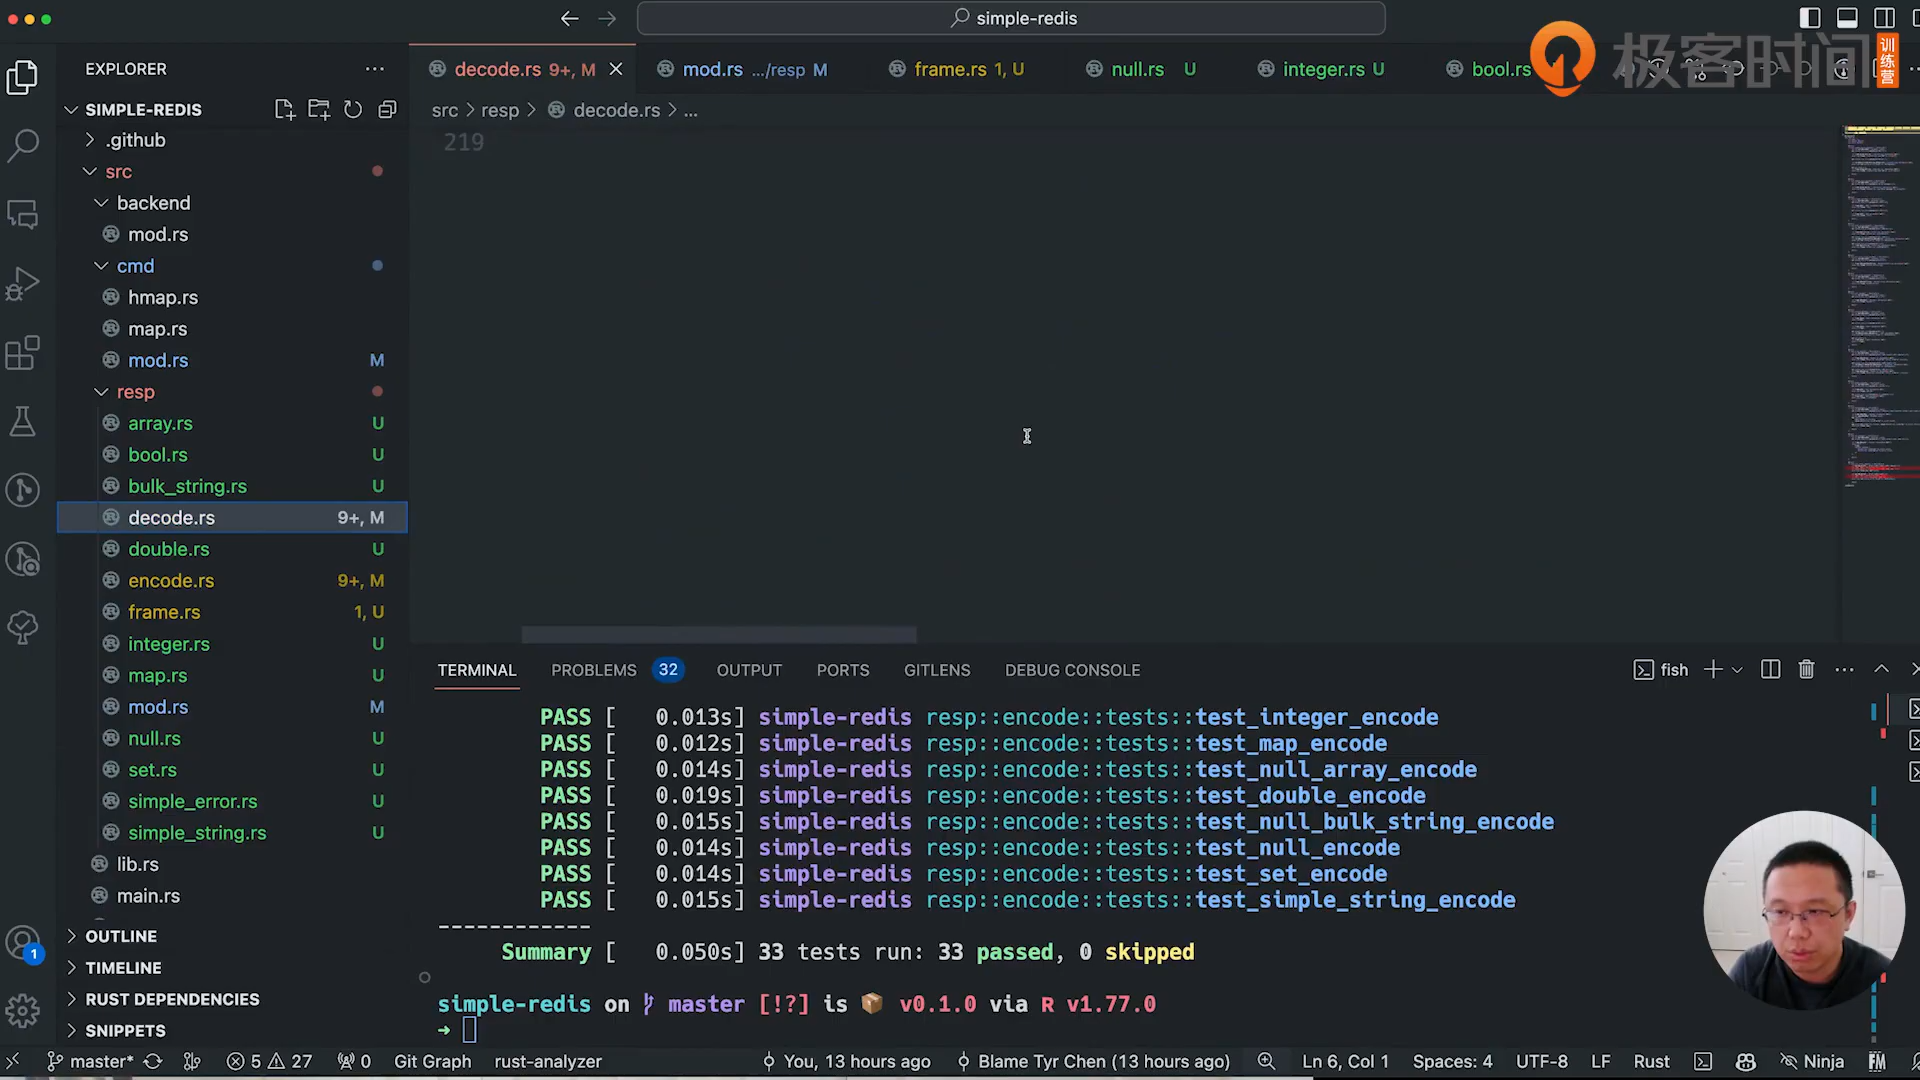 simple-redis
EXPLORER
SIMPLE-REDIS
.github
src
backend
mod.rs
cmd
hmap.rs
map.rs
mod.rs M
resp
array.rs U
bool.rs U
bulk_string.rs U
decode.rs 9+, M
double.rs U
encode.rs 9+, M
frame.rs 1, U
integer.rs U
map.rs U
mod.rs M
null.rs U
set.rs U
simple_error.rs U
simple_string.rs U
lib.rs
main.rs
OUTLINE
TIMELINE
RUST DEPENDENCIES
SNIPPETS
1
decode.rs 9+, M mod.rs .../resp M frame.rs 1, U null.rs U integer.rs U bool.rs
极客时间 训练营
src > resp > decode.rs > ...
219
TERMINAL PROBLEMS 32 OUTPUT PORTS GITLENS DEBUG CONSOLE fish
PASS [ 0.013s] simple-redis resp::encode::tests::test_integer_encode
PASS [ 0.012s] simple-redis resp::encode::tests::test_map_encode
PASS [ 0.014s] simple-redis resp::encode::tests::test_null_array_encode
PASS [ 0.019s] simple-redis resp::encode::tests::test_double_encode
PASS [ 0.015s] simple-redis resp::encode::tests::test_null_bulk_string_encode
PASS [ 0.014s] simple-redis resp::encode::tests::test_null_encode
PASS [ 0.014s] simple-redis resp::encode::tests::test_set_encode
PASS [ 0.015s] simple-redis resp::encode::tests::test_simple_string_encode
------------
Summary [ 0.050s] 33 tests run: 33 passed, 0 skipped
simple-redis on master [!?] is 📦 v0.1.0 via R v1.77.0
➜
master* 5 27 0 Git Graph rust-analyzer You, 13 hours ago Blame Tyr Chen (13 hours ago) Ln 6, Col 1 Spaces: 4 UTF-8 LF Rust Ninja